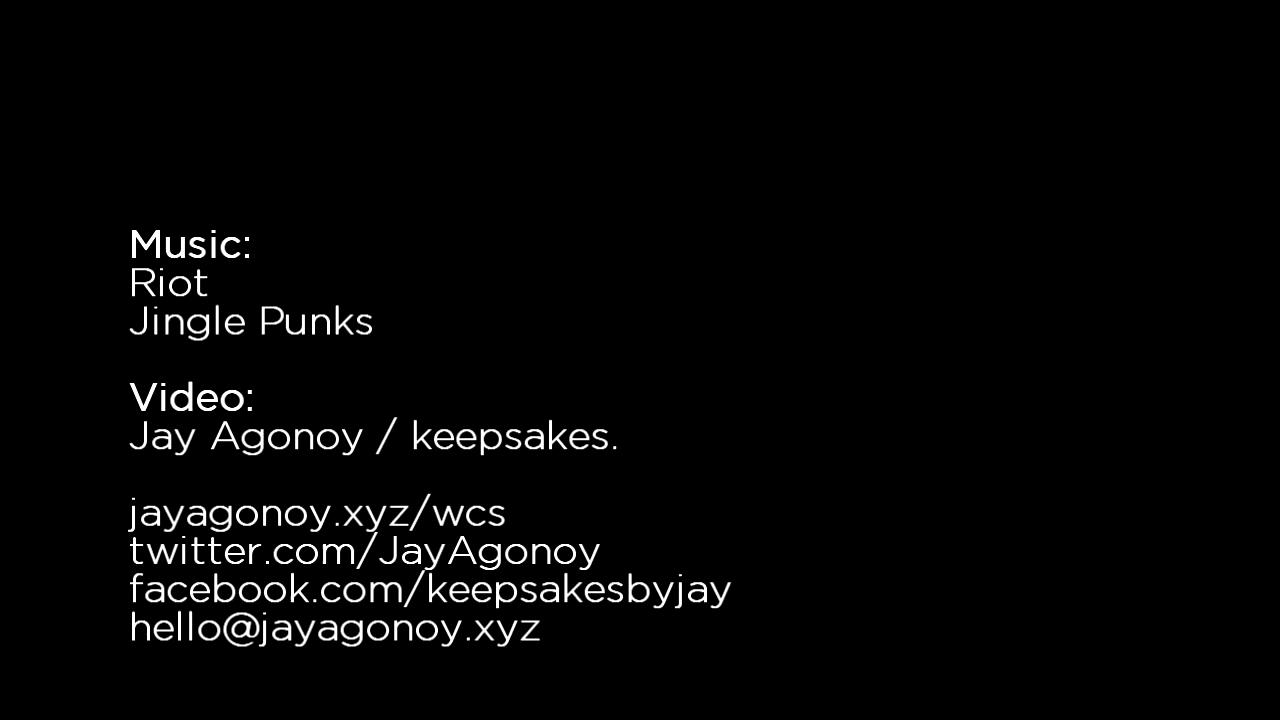 Music:
Riot
Jingle Punks
Video:
Jay Agonoy / keepsakes.
jayagonoy.xyz/wcs
twitter.com/JayAgonoy
facebook.com/keepsakesbyjay
hello@jayagonoy.xyz